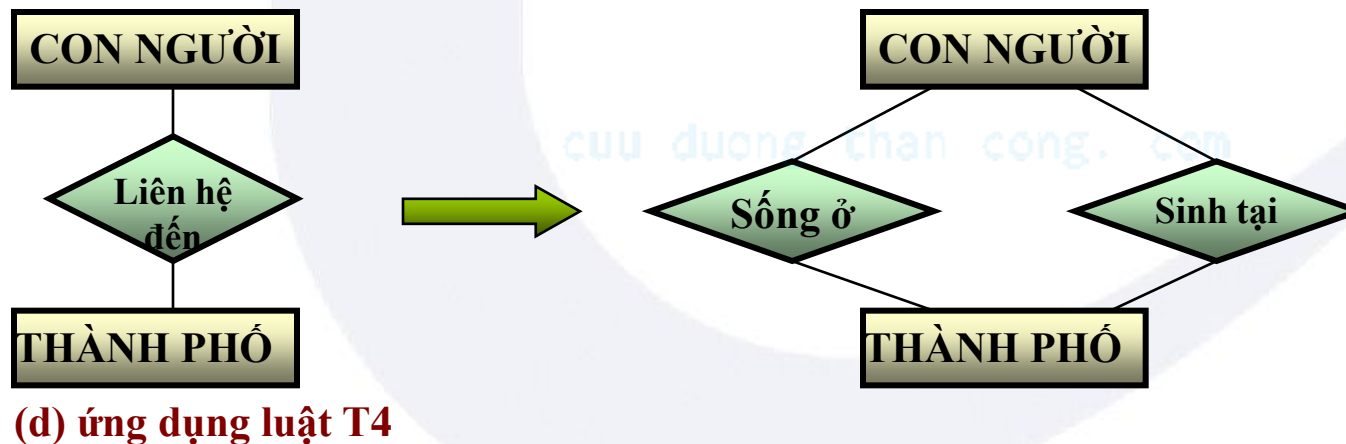 CON NGƯỜI
CON NGƯỜI
cuu duong than cong. com
Liên hệ
đến
Sống ở
Sinh tại
THÀNH PHỐ
THÀNH PHỐ
(d) ứng dụng luật T4